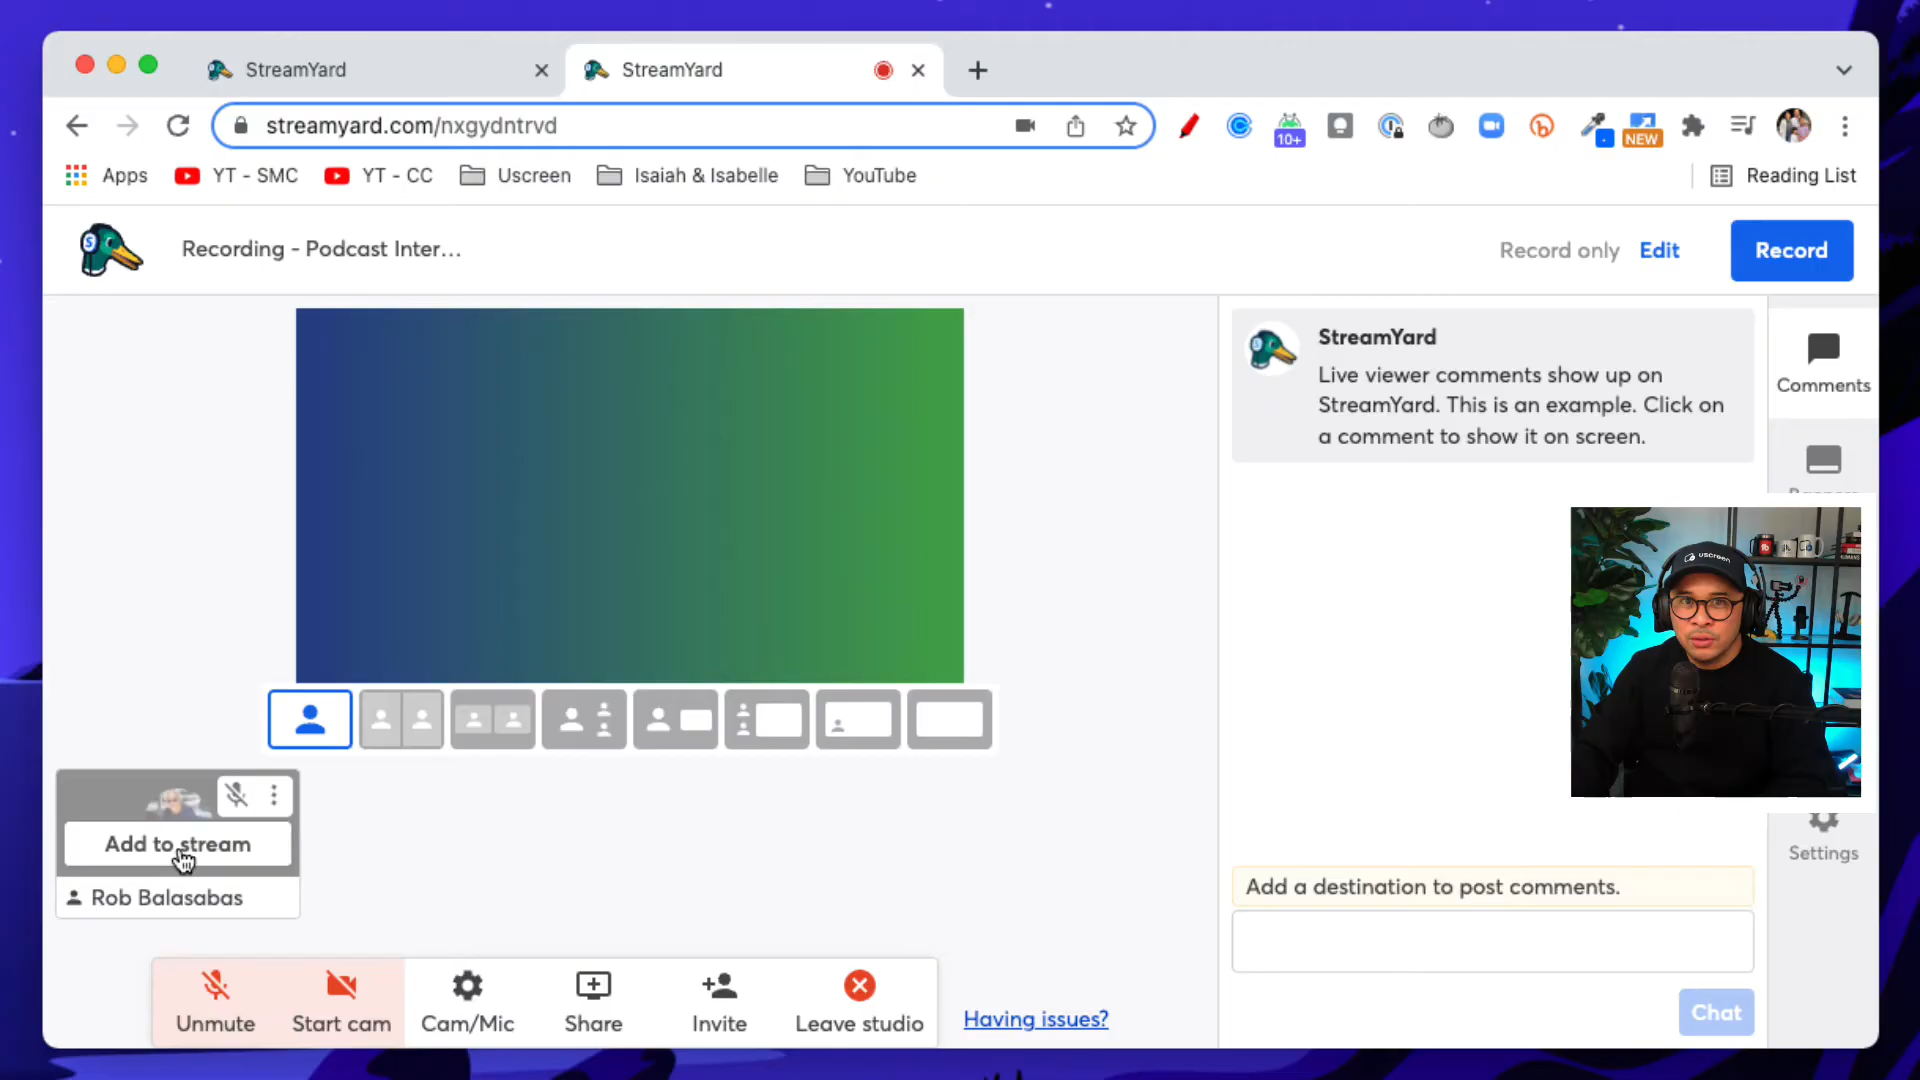 StreamYard
StreamYard
streamyard.com/nxgydntrvd
10+
NEW
Apps
YT - SMC
YT - CC
Uscreen
Isaiah & Isabelle
YouTube
Reading List
Recording - Podcast Inter...
Record only
Edit
Record
StreamYard
Live viewer comments show up on
StreamYard. This is an example. Click on
a comment to show it on screen.
Comments
uscreen
Settings
Add to stream
Rob Balasabas
Add a destination to post comments.
Unmute
Start cam
Cam/Mic
Share
Invite
Leave studio
Having issues?
Chat